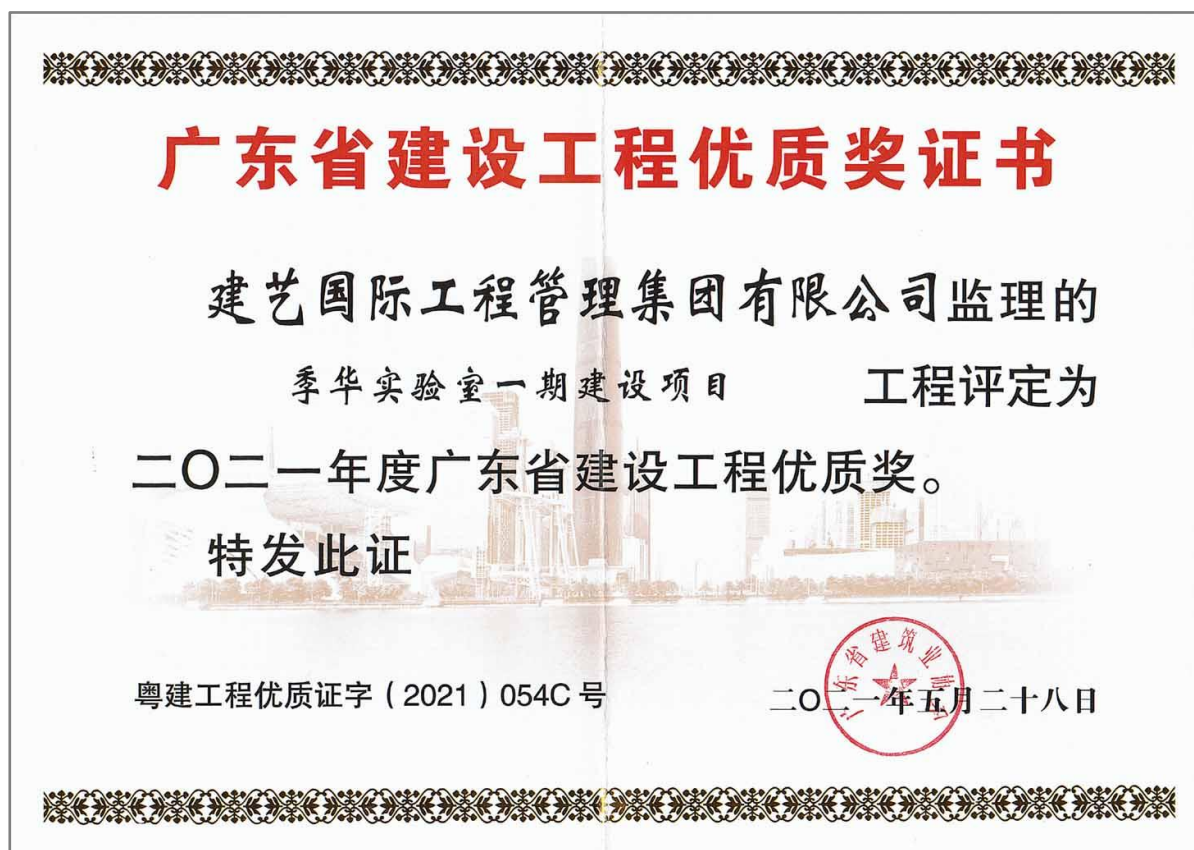 广东省建设工程优质奖证书
建艺国际工程管理集团有限公司监理的
季华实验室一期建设项目 工程评定为
二〇二一年度广东省建设工程优质奖。
特发此证
粤建工程优质证字（2021）054C号
二〇二一年五月二十八日
广东省建筑业协会